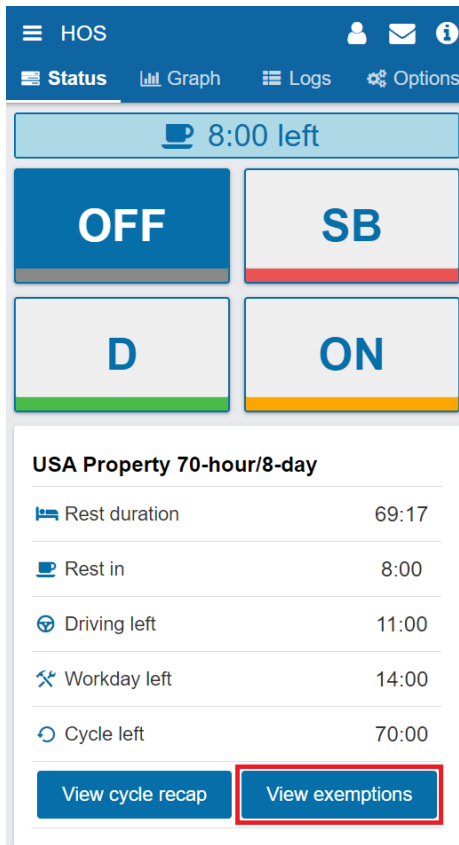 HOS
Status Graph Logs Options
8:00 left
OFF SB
D ON
USA Property 70-hour/8-day
Rest duration 69:17
Rest in 8:00
Driving left 11:00
Workday left 14:00
Cycle left 70:00
View cycle recap View exemptions